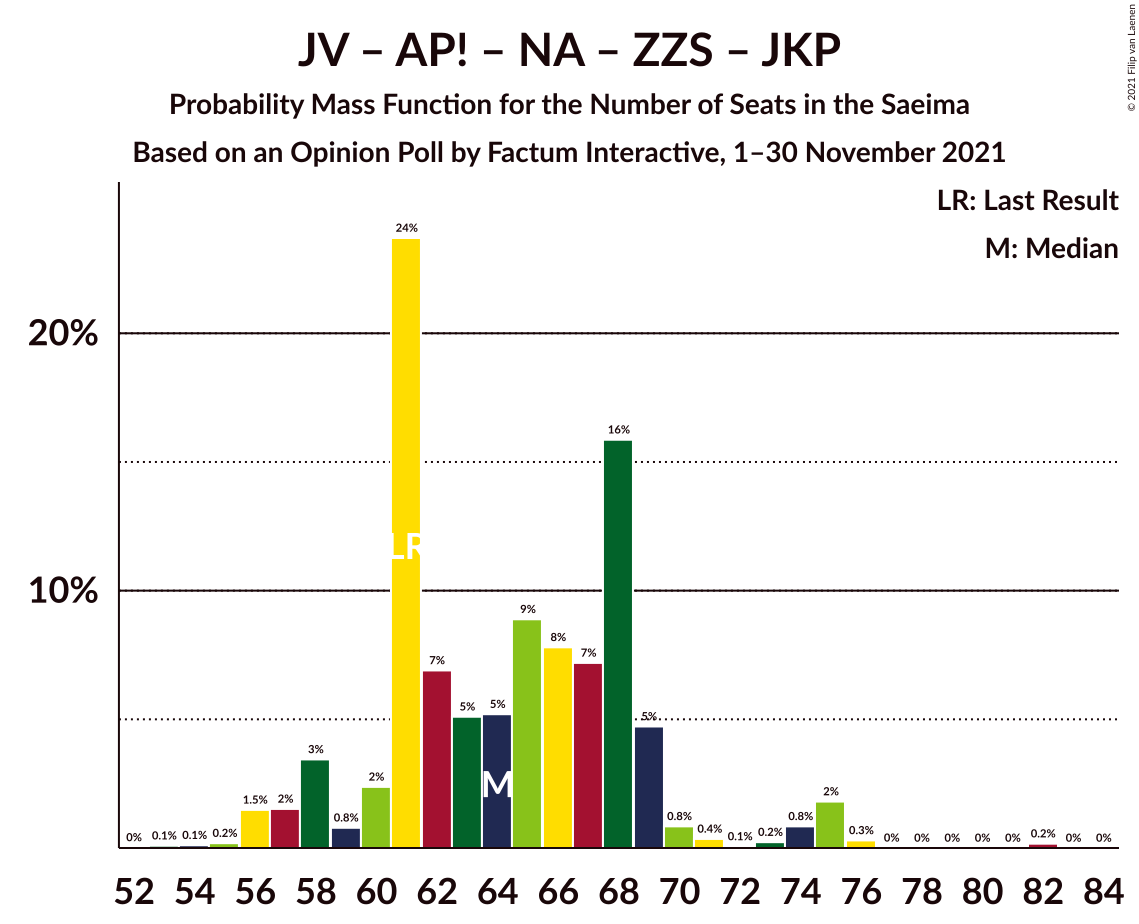 JV – AP! – NA – ZZS – JKP
Probability Mass Function for the Number of Seats in the Saeima
Based on an Opinion Poll by Factum Interactive, 1–30 November 2021
© 2021 Filip van Laenen
LR: Last Result
M: Median
20%
10%
0% 0.1% 0.1% 0.2% 1.5% 2% 3% 0.8% 2% 24% 7% 5% 5% 9% 8% 7% 16% 5% 0.8% 0.4% 0.1% 0.2% 0.8% 2% 0.3% 0% 0% 0% 0% 0% 0.2% 0% 0%
LR
M
52 54 56 58 60 62 64 66 68 70 72 74 76 78 80 82 84